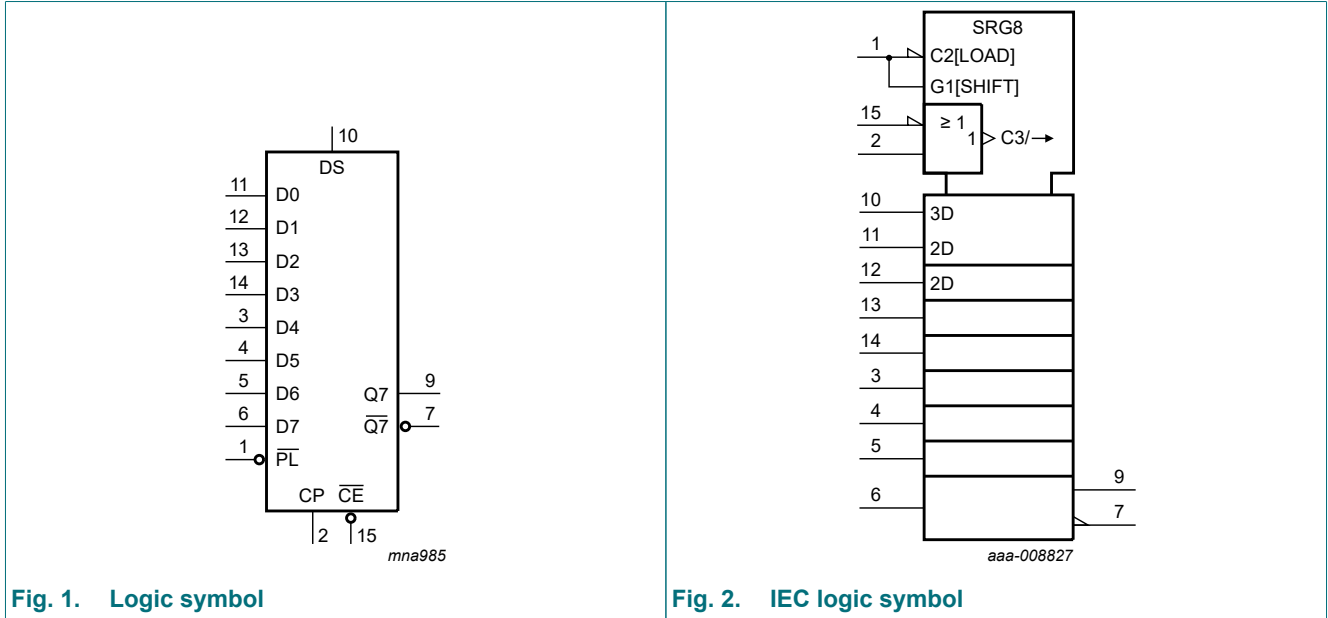 10
DS
11 D0
12 D1
13 D2
14 D3
3 D4
4 D5
5 D6 Q7 9
6 D7 Q̅7̅ 7
1 P̅L̅
CP C̅E̅
2 15
mna985
Fig. 1. Logic symbol
SRG8
1 C2[LOAD]
G1[SHIFT]
15 ≥ 1
2 1 C3/→
10 3D
11 2D
12 2D
13
14
3
4
5
6 9
7
aaa-008827
Fig. 2. IEC logic symbol